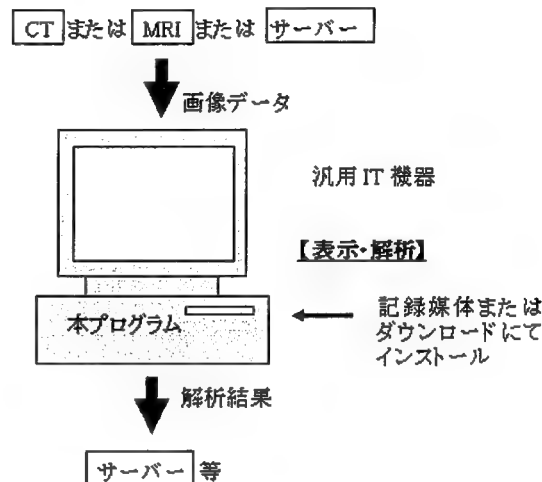 CT または MRI または サーバー
画像データ
汎用 IT 機器
【表示・解析】
本プログラム
記録媒体または
ダウンロードにて
インストール
解析結果
サーバー 等